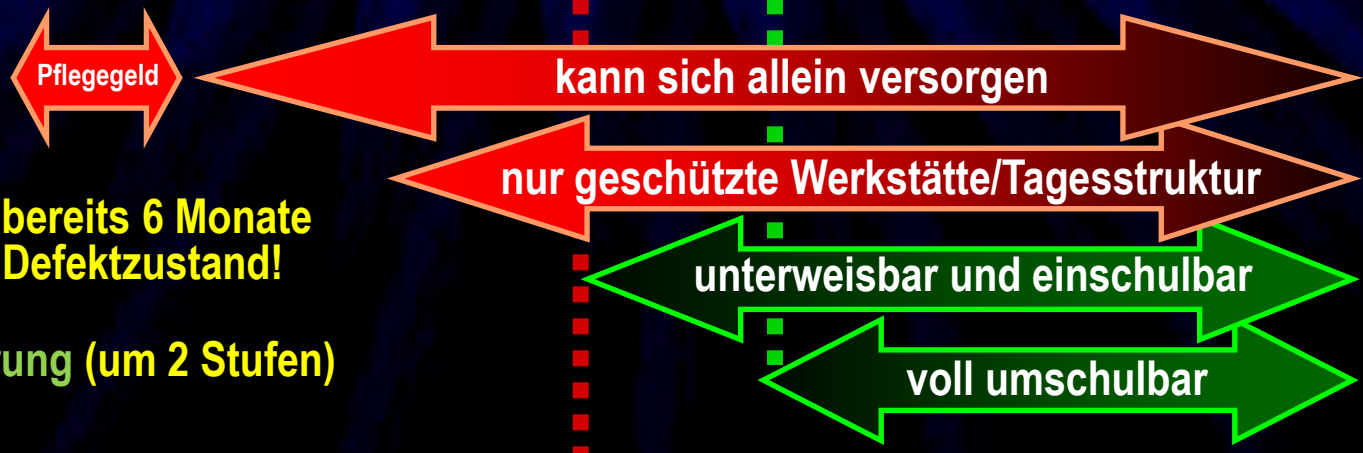 Pflegegeld
kann sich allein versorgen
nur geschützte Werkstätte/Tagesstruktur
bereits 6 Monate
Defektzustand!
unterweisbar und einschulbar
(um 2 Stufen)
voll umschulbar